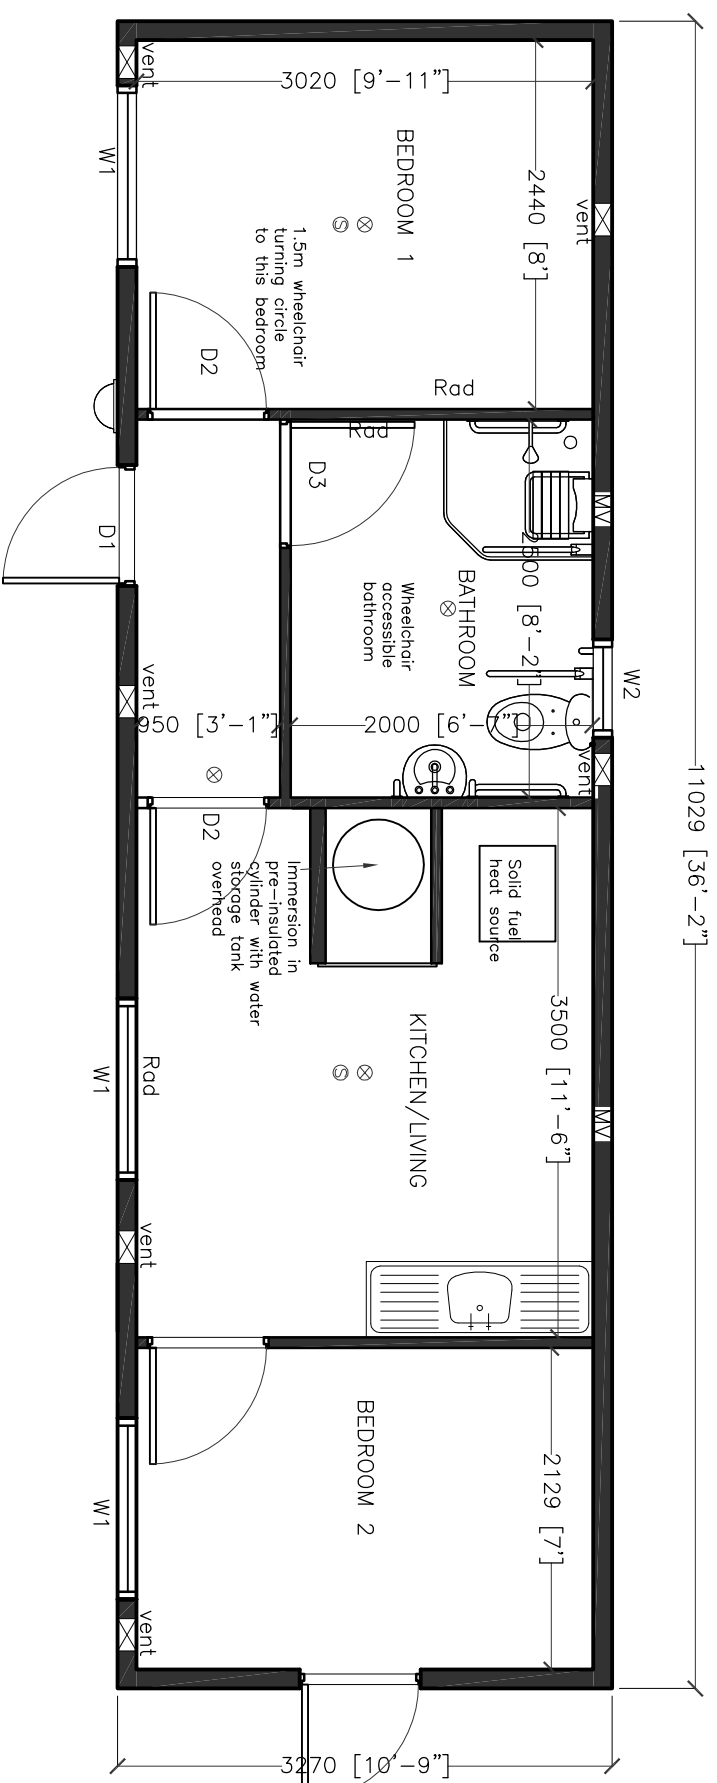 vent
3020 [9'-11"]
W1
BEDROOM 1
2440 [8']
vent
Ⓢ
1.5m wheelchair
turning circle
to this bedroom
D2
Rad
Rad
D3
D1
2500 [8'-2"]
BATHROOM
Wheelchair
accessible
bathroom
W2
vent
950 [3'-1"]
2000 [6'-7"]
vent
D2
Immersion in
pre-insulated
cylinder with water
storage tank
overhead
Solid fuel
heat source
11029 [36'-2"]
3500 [11'-6"]
KITCHEN/LIVING
Ⓢ
W1
Rad
vent
BEDROOM 2
2129 [7']
W1
vent
3270 [10'-9"]